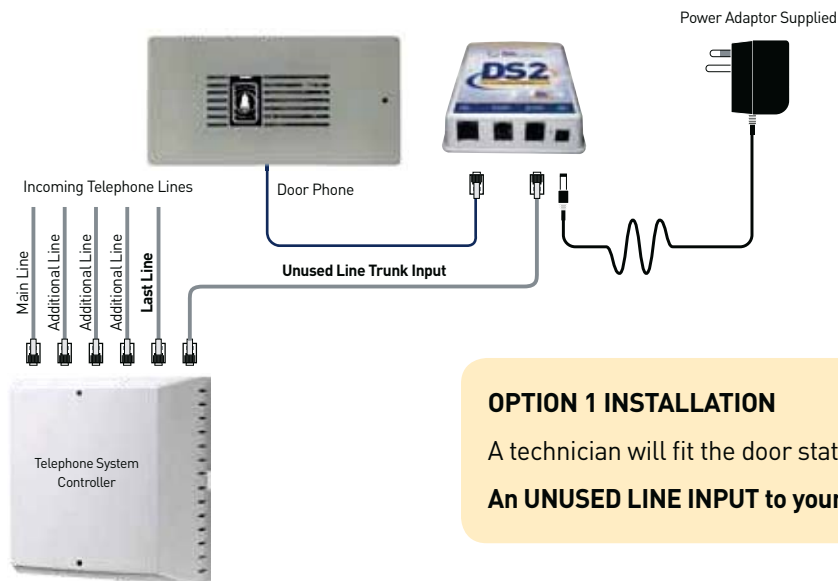 Power Adaptor Supplied
DS2
Incoming Telephone Lines
Door Phone
Main Line
Additional Line
Additional Line
Additional Line
Last Line
Unused Line Trunk Input
Telephone System
Controller
OPTION 1 INSTALLATION
A technician will fit the door stat
An UNUSED LINE INPUT to your